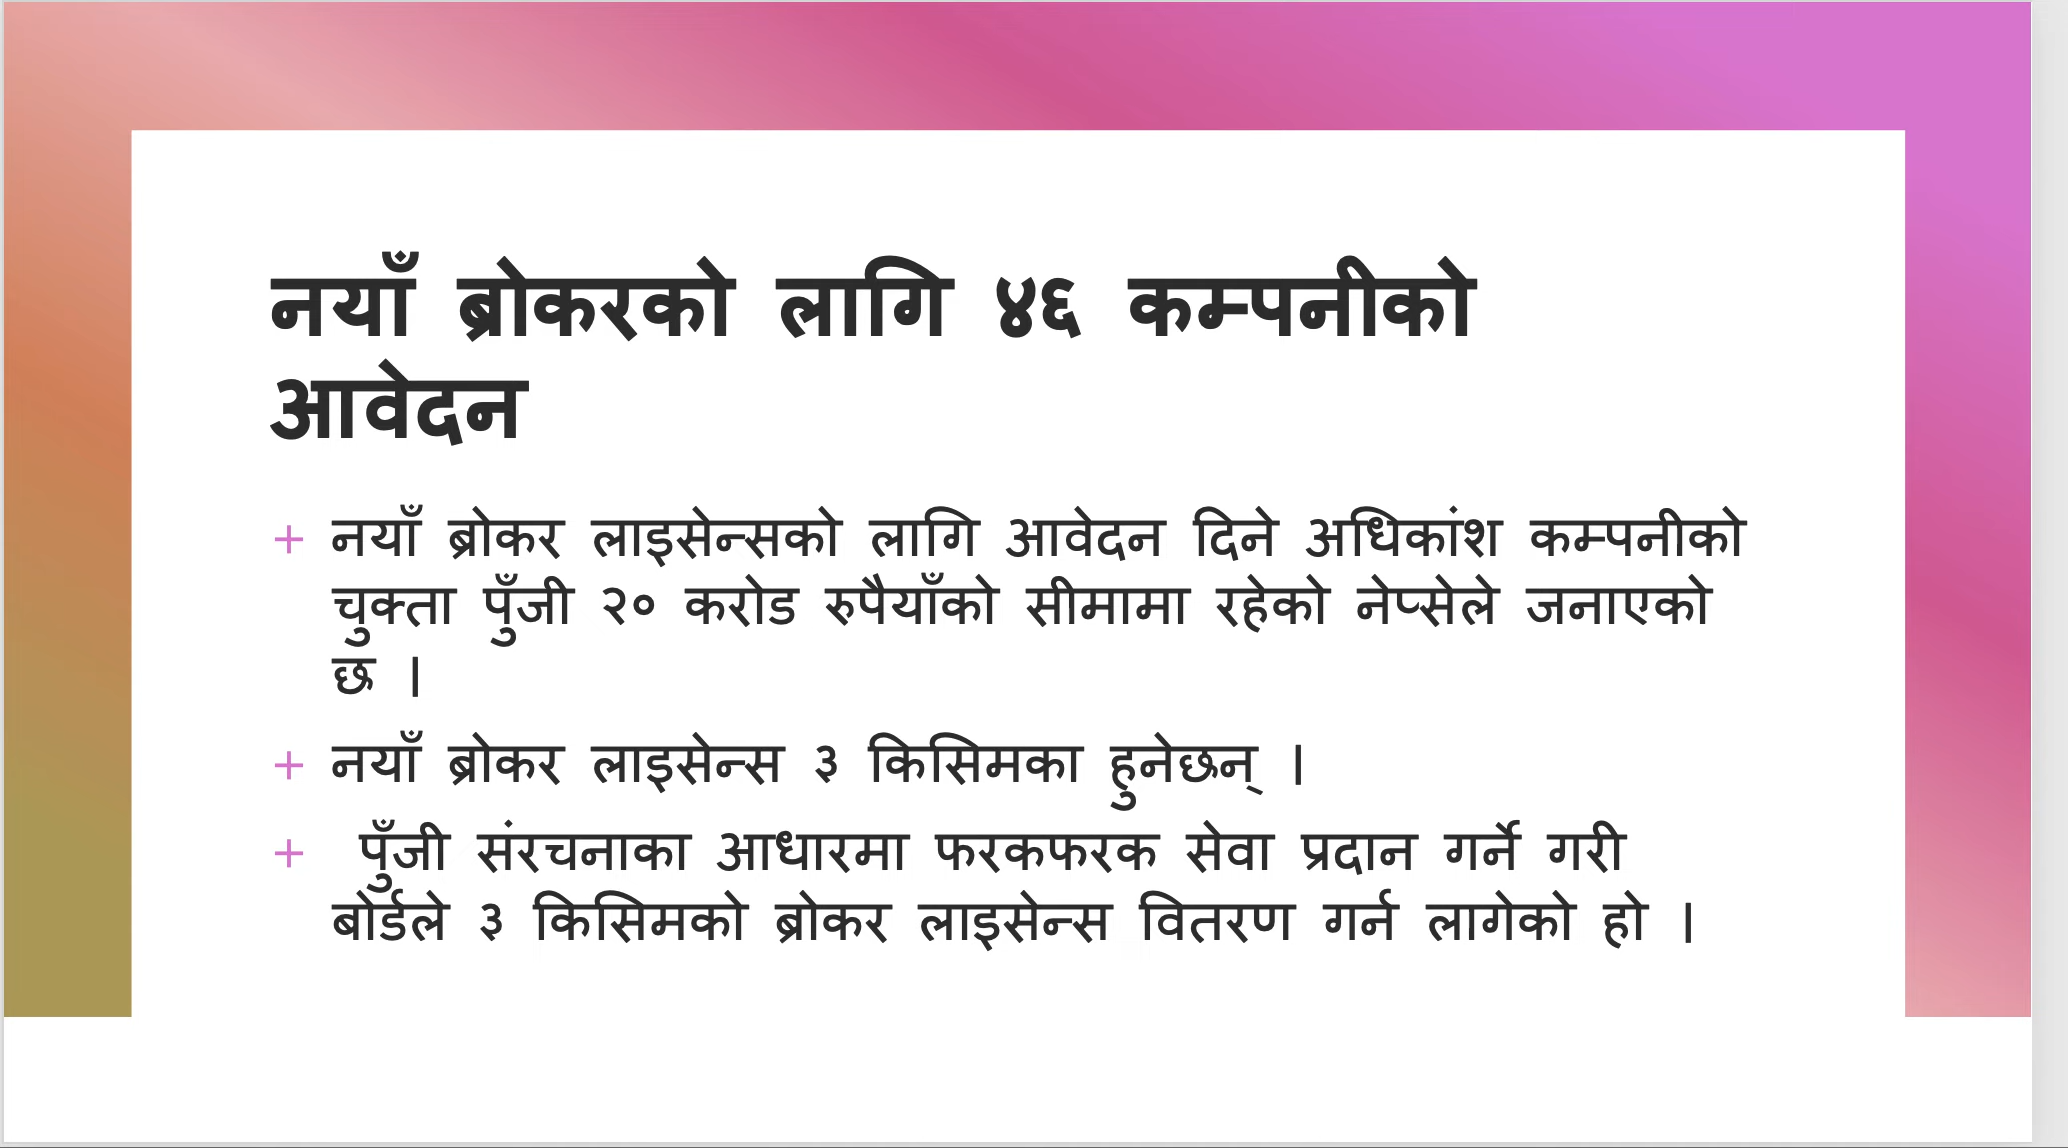 नयाँ ब्रोकरको लागि ४६ कम्पनीको
आवेदन
+ नयाँ ब्रोकर लाइसेन्सको लागि आवेदन दिने अधिकांश कम्पनीको
चुक्ता पुँजी २० करोड रुपैयाँको सीमामा रहेको नेप्सेले जनाएको
छ ।
+ नयाँ ब्रोकर लाइसेन्स ३ किसिमका हुनेछन् ।
+ पुँजी संरचनाका आधारमा फरकफरक सेवा प्रदान गर्ने गरी
बोर्डले ३ किसिमको ब्रोकर लाइसेन्स वितरण गर्न लागेको हो ।